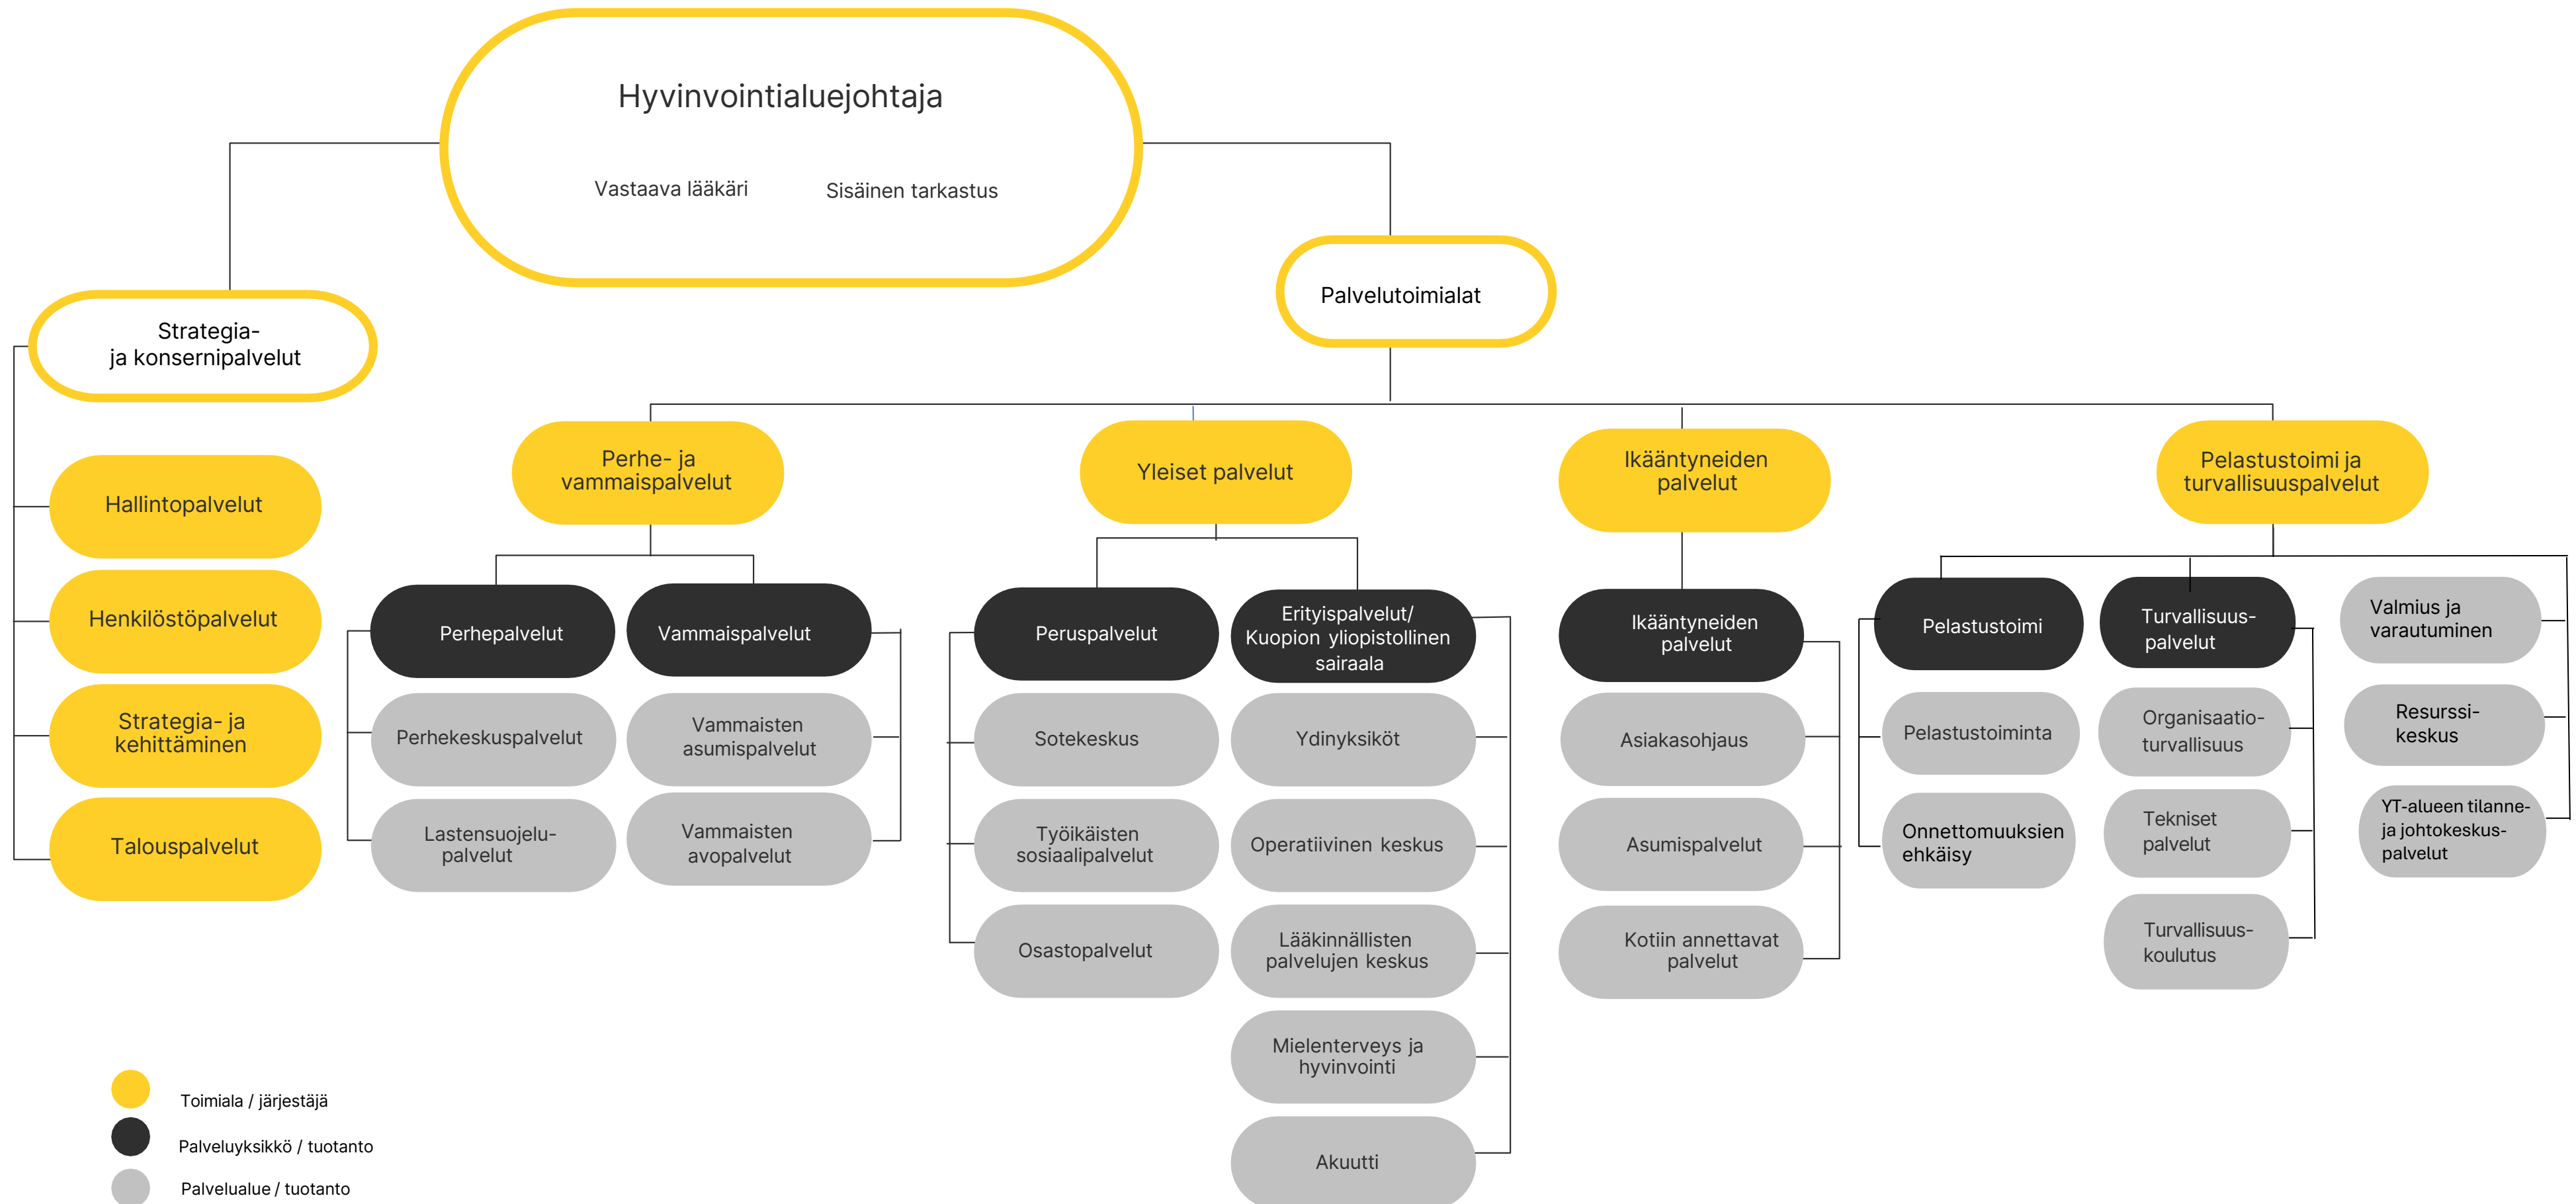 Hyvinvointialuejohtaja
Vastaava lääkäri
Sisäinen tarkastus
Palvelutoimialat
Strategia-
ja konsernipalvelut
Hallintopalvelut
Henkilöstöpalvelut
Strategia- ja
kehittäminen
Talouspalvelut
Perhe- ja
vammaispalvelut
Perhepalvelut
Perhekeskuspalvelut
Lastensuojelu-
palvelut
Vammaispalvelut
Vammaisten
asumispalvelut
Vammaisten
avopalvelut
Yleiset palvelut
Peruspalvelut
Sotekeskus
Työikäisten
sosiaalipalvelut
Osastopalvelut
Erityispalvelut/
Kuopion yliopistollinen
sairaala
Ydinyksiköt
Operatiivinen keskus
Lääkinnällisten
palvelujen keskus
Mielenterveys ja
hyvinvointi
Akuutti
Ikääntyneiden
palvelut
Ikääntyneiden
palvelut
Asiakasohjaus
Asumispalvelut
Kotiin annettavat
palvelut
Pelastustoimi ja
turvallisuuspalvelut
Pelastustoimi
Pelastustoiminta
Onnettomuuksien
ehkäisy
Turvallisuus-
palvelut
Organisaatio-
turvallisuus
Tekniset
palvelut
Turvallisuus-
koulutus
Valmius ja
varautuminen
Resurssi-
keskus
YT-alueen tilanne-
ja johtokeskus-
palvelut
Toimiala / järjestäjä
Palveluyksikkö / tuotanto
Palvelualue / tuotanto